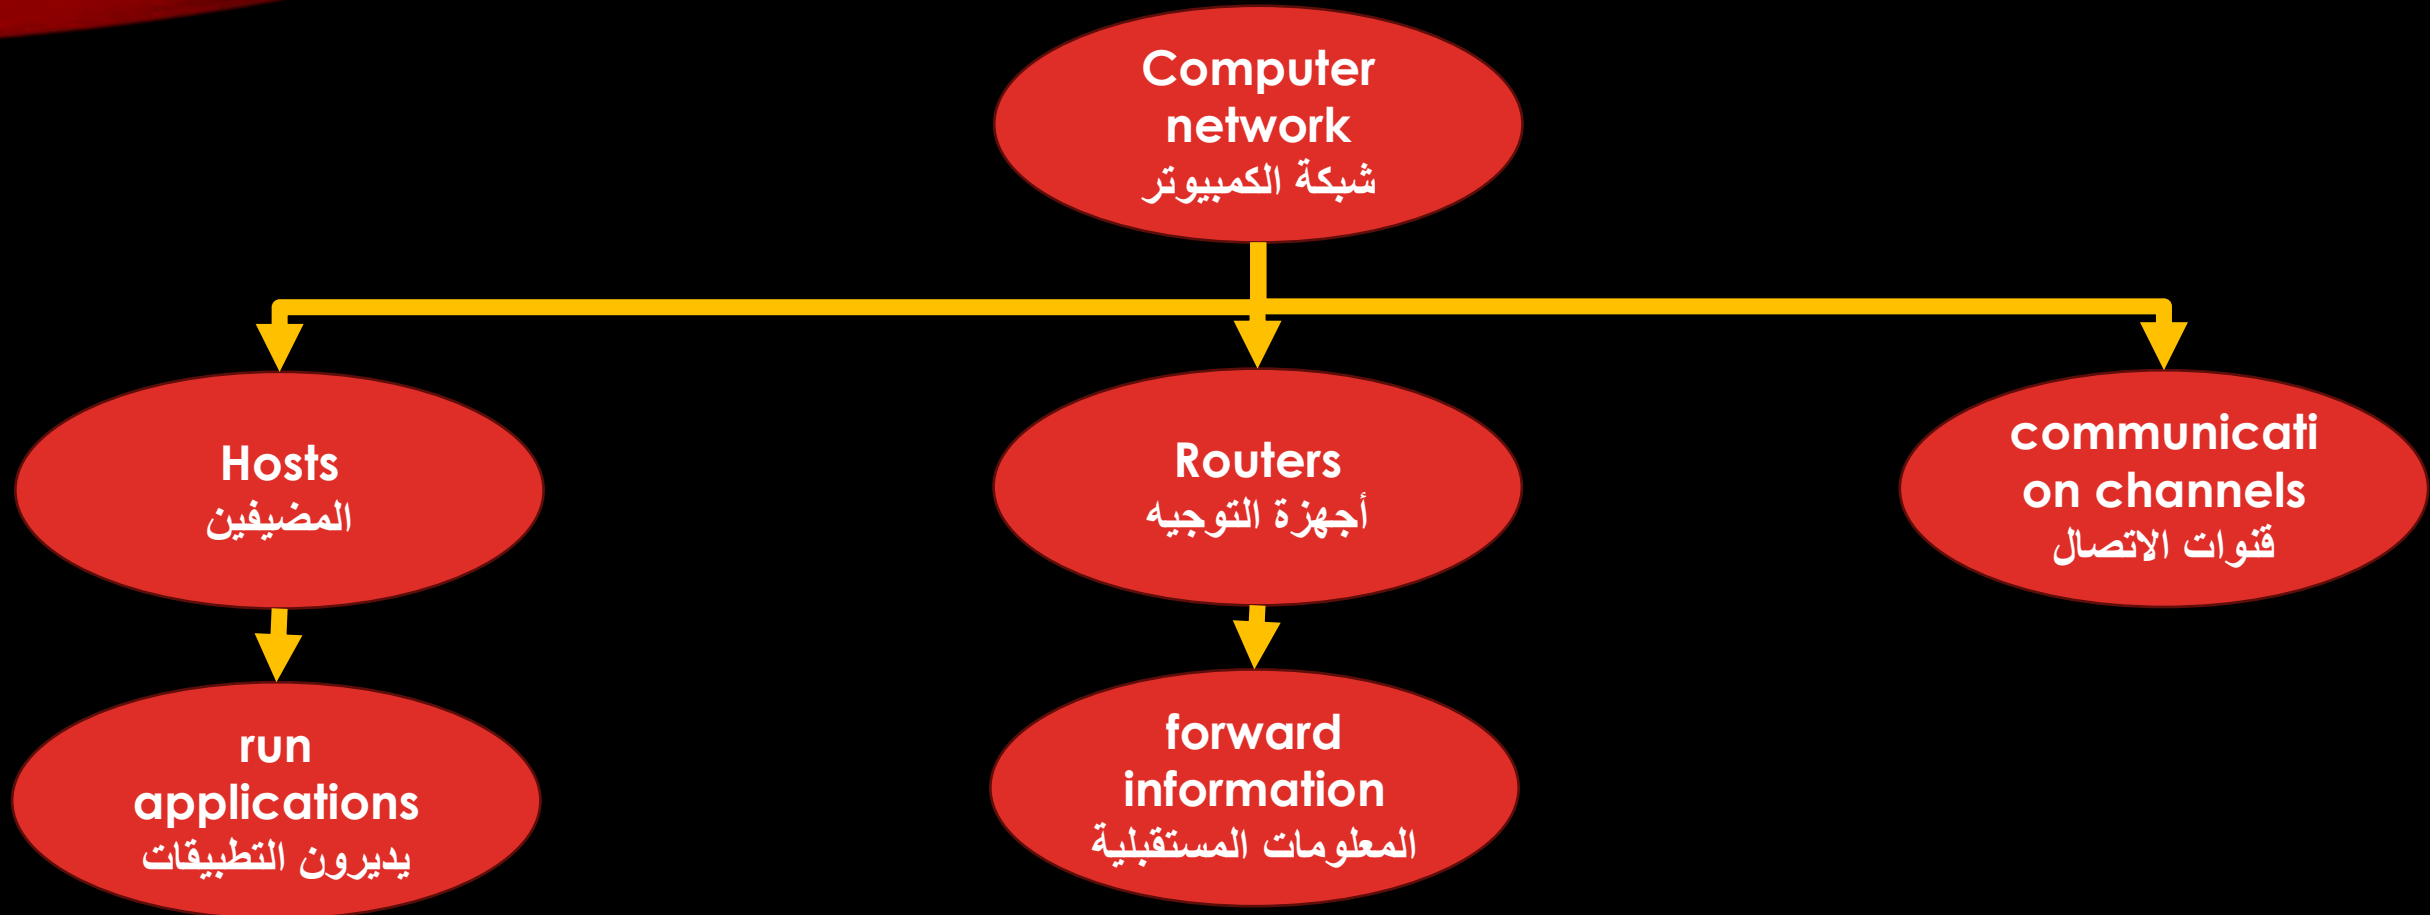 Computer
network
شبكة الكمبيوتر
Hosts
المضيفين
Routers
أجهزة التوجيه
communicati
on channels
قنوات الاتصال
run
applications
يديرون التطبيقات
forward
information
المعلومات المستقبلية